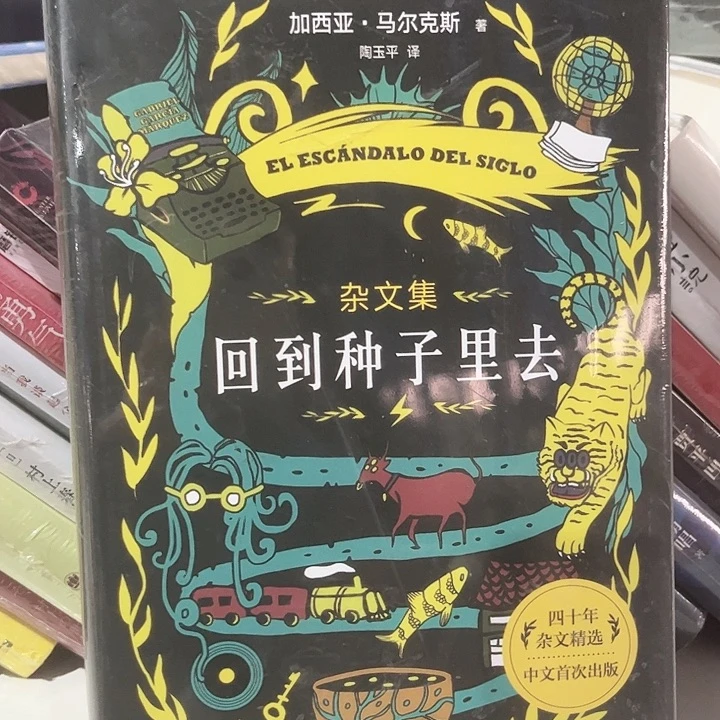 加西亚·马尔克斯 著
陶玉平 译
GABRIEL
GARCÍA
MÁRQUEZ
EL ESCÁNDALO DEL SIGLO
杂文集
回到种子里去
四十年
杂文精选
中文首次出版